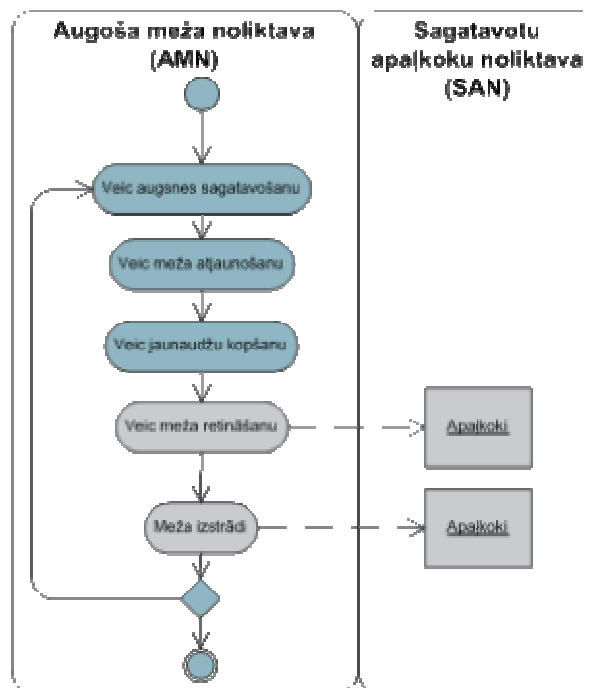 Augoša meža noliktava
(AMN)
Sagatavotu
apaļkoku noliktava
(SAN)
Veic augsnes sagatavošanu
Veic meža atjaunošanu
Veic jaunaudžu kopšanu
Veic meža retināšanu
Apaļkoki
Meža izstrādi
Apaļkoki